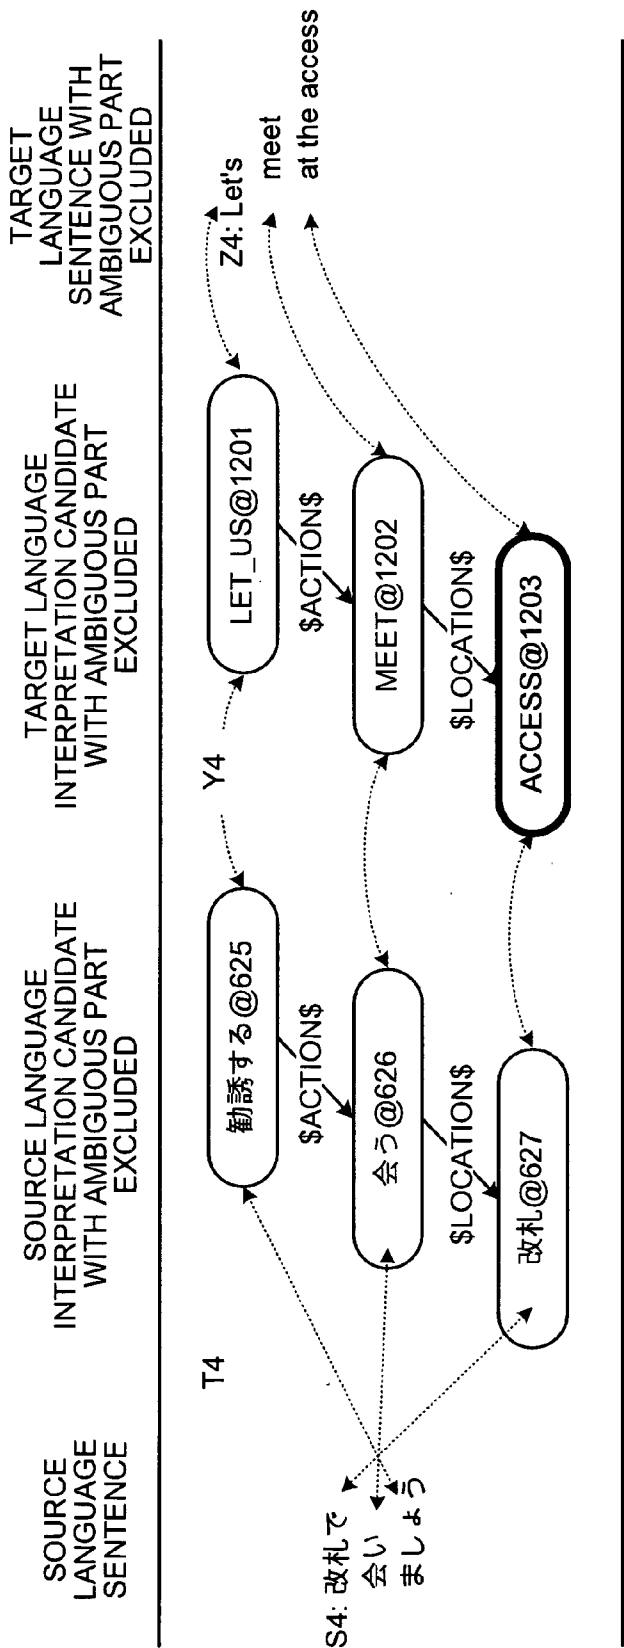 SOURCE
LANGUAGE
SENTENCE
SOURCE LANGUAGE
INTERPRETATION CANDIDATE
WITH AMBIGUOUS PART
EXCLUDED
TARGET LANGUAGE
INTERPRETATION CANDIDATE
WITH AMBIGUOUS PART
EXCLUDED
TARGET
LANGUAGE
SENTENCE WITH
AMBIGUOUS PART
EXCLUDED
S4: 改札で
会い
ましょう
T4
勧誘する@625
$ACTION$
会う@626
$LOCATION$
改札@627
Y4
LET_US@1201
$ACTION$
MEET@1202
$LOCATION$
ACCESS@1203
Z4: Let's
meet
at the access